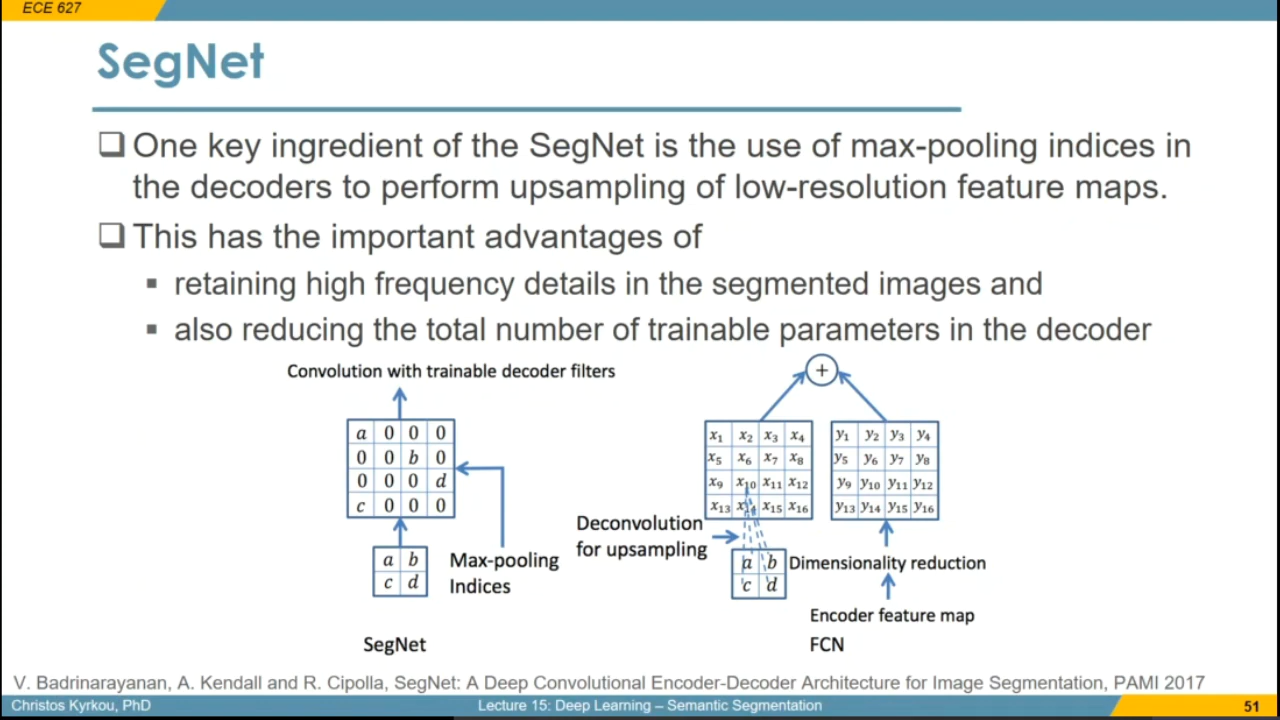 ECE 627
SegNet
❑ One key ingredient of the SegNet is the use of max-pooling indices in
the decoders to perform upsampling of low-resolution feature maps.
❑ This has the important advantages of
▪ retaining high frequency details in the segmented images and
▪ also reducing the total number of trainable parameters in the decoder
Convolution with trainable decoder filters
a 0 0 0
0 0 b 0
0 0 0 d
c 0 0 0
a b
c d
Max-pooling
Indices
SegNet
+
x1 x2 x3 x4
x5 x6 x7 x8
x9 x10 x11 x12
x13 x15 x16
y1 y2 y3 y4
y5 y6 y7 y8
y9 y10 y11 y12
y13 y14 y15 y16
Deconvolution
for upsampling
a b
c d
Dimensionality reduction
Encoder feature map
FCN
V. Badrinarayanan, A. Kendall and R. Cipolla, SegNet: A Deep Convolutional Encoder-Decoder Architecture for Image Segmentation, PAMI 2017
Christos Kyrkou, PhD
Lecture 15: Deep Learning – Semantic Segmentation
51